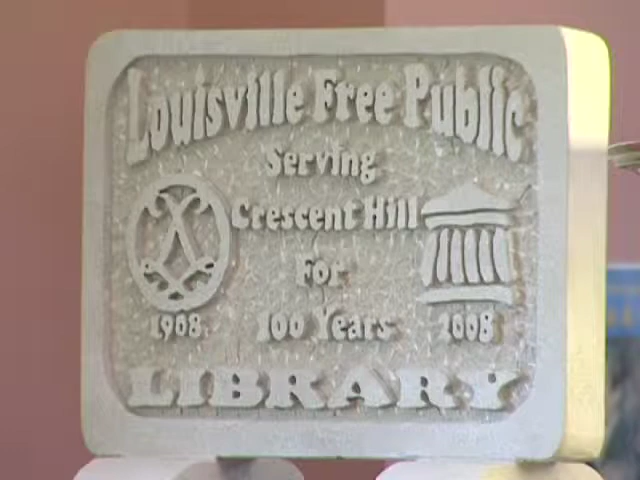 Louisville Free Public
Serving
Crescent Hill
For
1908 100 Years 2008
LIBRARY